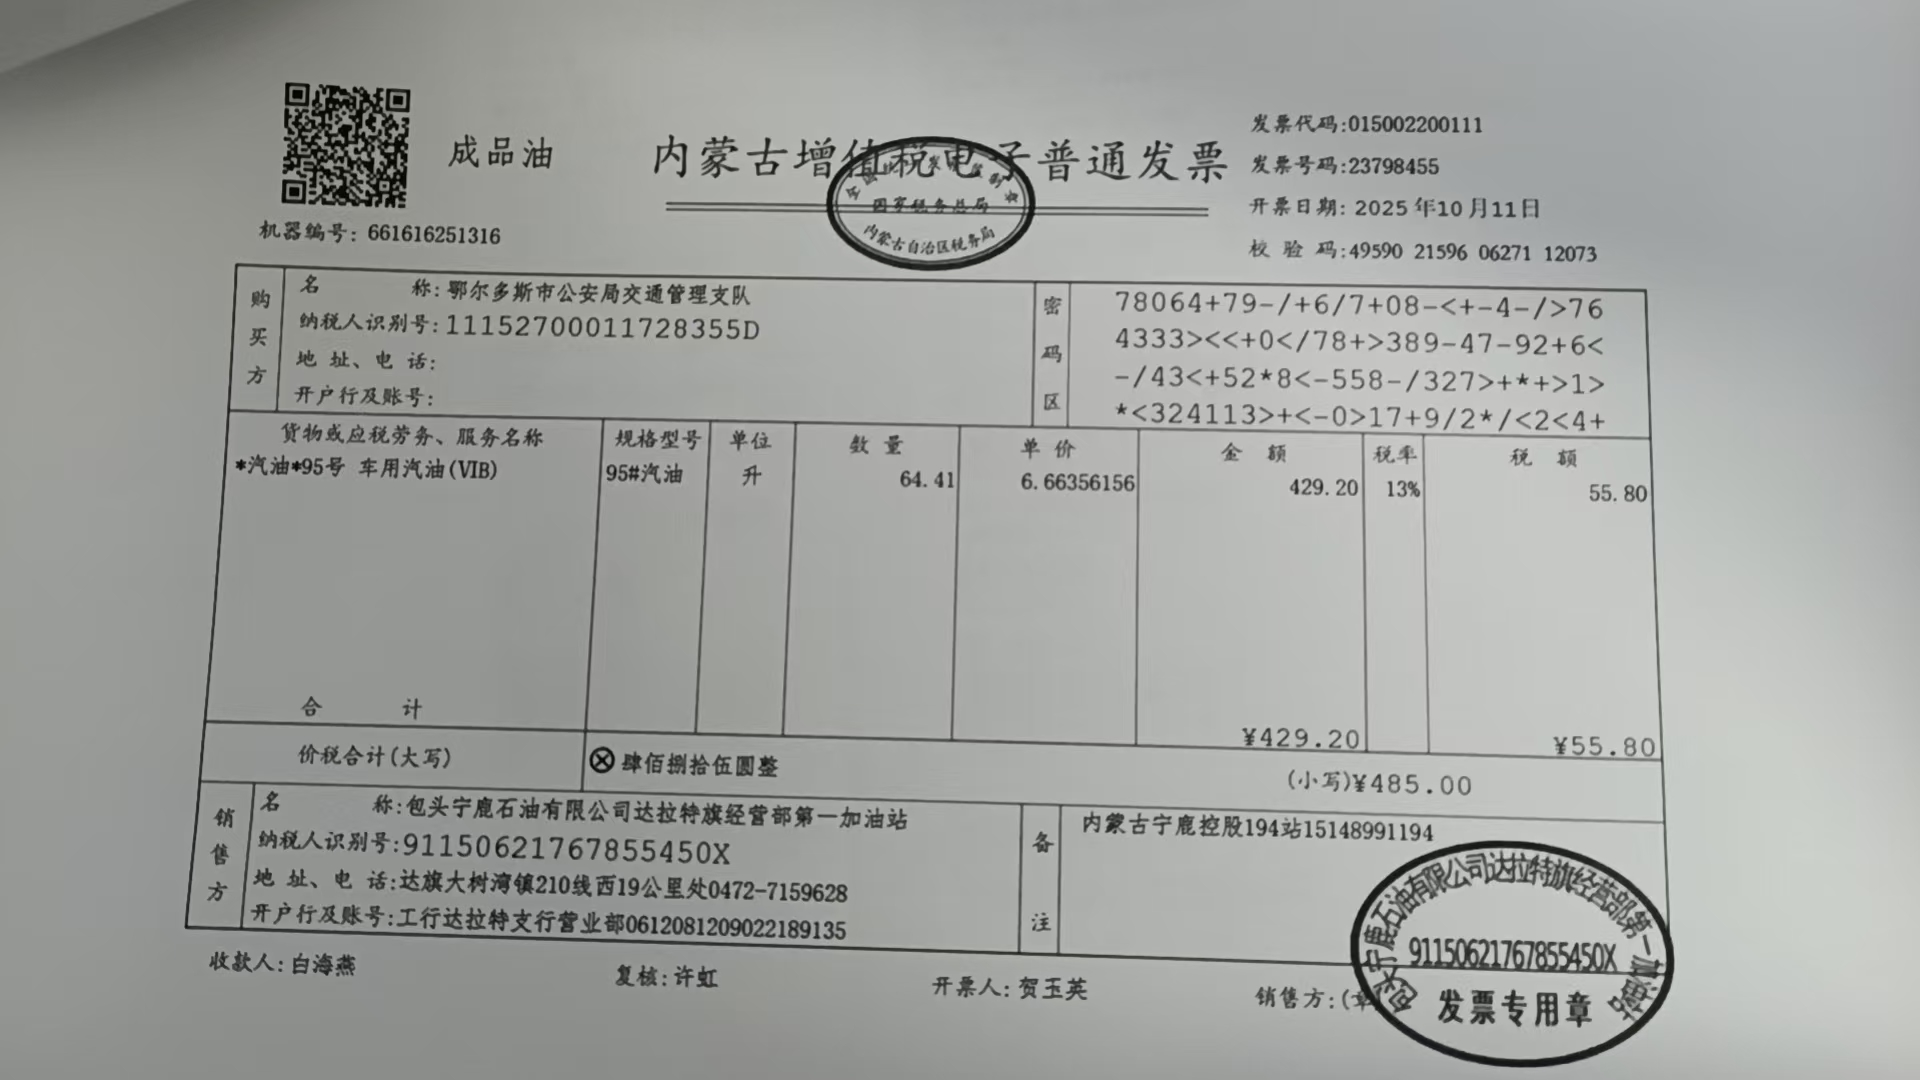 成品油
内蒙古增值税电子普通发票
全国统一发票监制章
国家税务总局
内蒙古自治区税务局
发票代码:015002200111
发票号码:23798455
开票日期: 2025年10月11日
校 验 码:49590 21596 06271 12073
机器编号: 661616251316
购买方
名 称: 鄂尔多斯市公安局交通管理支队
纳税人识别号: 11152700011728355D
地 址、电 话:
开户行及账号:
密码区
78064+79-/+6/7+08-<+-4-/>76
4333><<+0</78+>389-47-92+6<
-/43<+52*8<-558-/327>+*+>1>
*<324113>+<-0>17+9/2*/<2<4+
货物或应税劳务、服务名称 规格型号 单位 数 量 单 价 金 额 税率 税 额
*汽油*95号 车用汽油(VIB) 95#汽油 升 64.41 6.66356156 429.20 13% 55.80
合 计 ¥429.20 ¥55.80
价税合计(大写) ⊗肆佰捌拾伍圆整 (小写)¥485.00
销售方
名 称:包头宁鹿石油有限公司达拉特旗经营部第一加油站
纳税人识别号:91150621767855450X
地 址、电 话:达旗大树湾镇210线西19公里处0472-7159628
开户行及账号:工行达拉特支行营业部0612081209022189135
备注
内蒙古宁鹿控股194站15148991194
收款人: 白海燕 复核: 许虹 开票人: 贺玉英 销售方:(章)
包头宁鹿石油有限公司达拉特旗经营部第一加油站
91150621767855450X
发票专用章